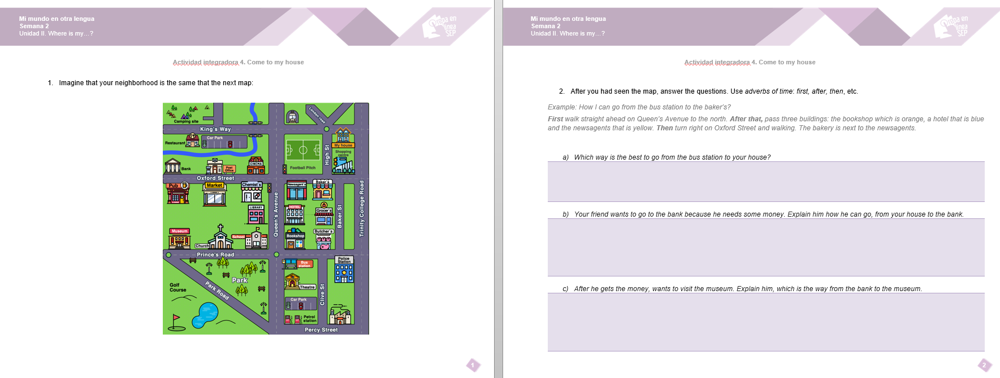 Mi mundo en otra lengua
Semana 2
Unidad II. Where is my...?
Prepa en
línea
SEP
Actividad integradora 4. Come to my house
1. Imagine that your neighborhood is the same that the next map:
Camping site
London road
King's Way
Restaurant
Car Park
High St
My house
Shopping
centre
Bank
Post
Office
CINEMA
Football Pitch
Oxford Street
Pub
Market
Chemist's
Newsagent's
Baker's
LIBRARY
HOTEL
Grocer's
Queen's Avenue
Baker St
Trinity College Road
Museum
Church
School
Bookshop
Butcher's
Prince's Road
Bus
station
Police
Station
Park
Golf
Course
Park Road
Theatre
Car Park
Clive St
Petrol
station
Percy Street
1
Mi mundo en otra lengua
Semana 2
Unidad II. Where is my...?
Prepa en
línea
SEP
Actividad integradora 4. Come to my house
2. After you had seen the map, answer the questions. Use adverbs of time: first, after, then, etc.
Example: How I can go from the bus station to the baker's?
First walk straight ahead on Queen's Avenue to the north. After that, pass three buildings: the bookshop which is orange, a hotel that is blue
and the newsagents that is yellow. Then turn right on Oxford Street and walking. The bakery is next to the newsagents.
a) Which way is the best to go from the bus station to your house?
b) Your friend wants to go to the bank because he needs some money. Explain him how he can go, from your house to the bank.
c) After he gets the money, wants to visit the museum. Explain him, which is the way from the bank to the museum.
2